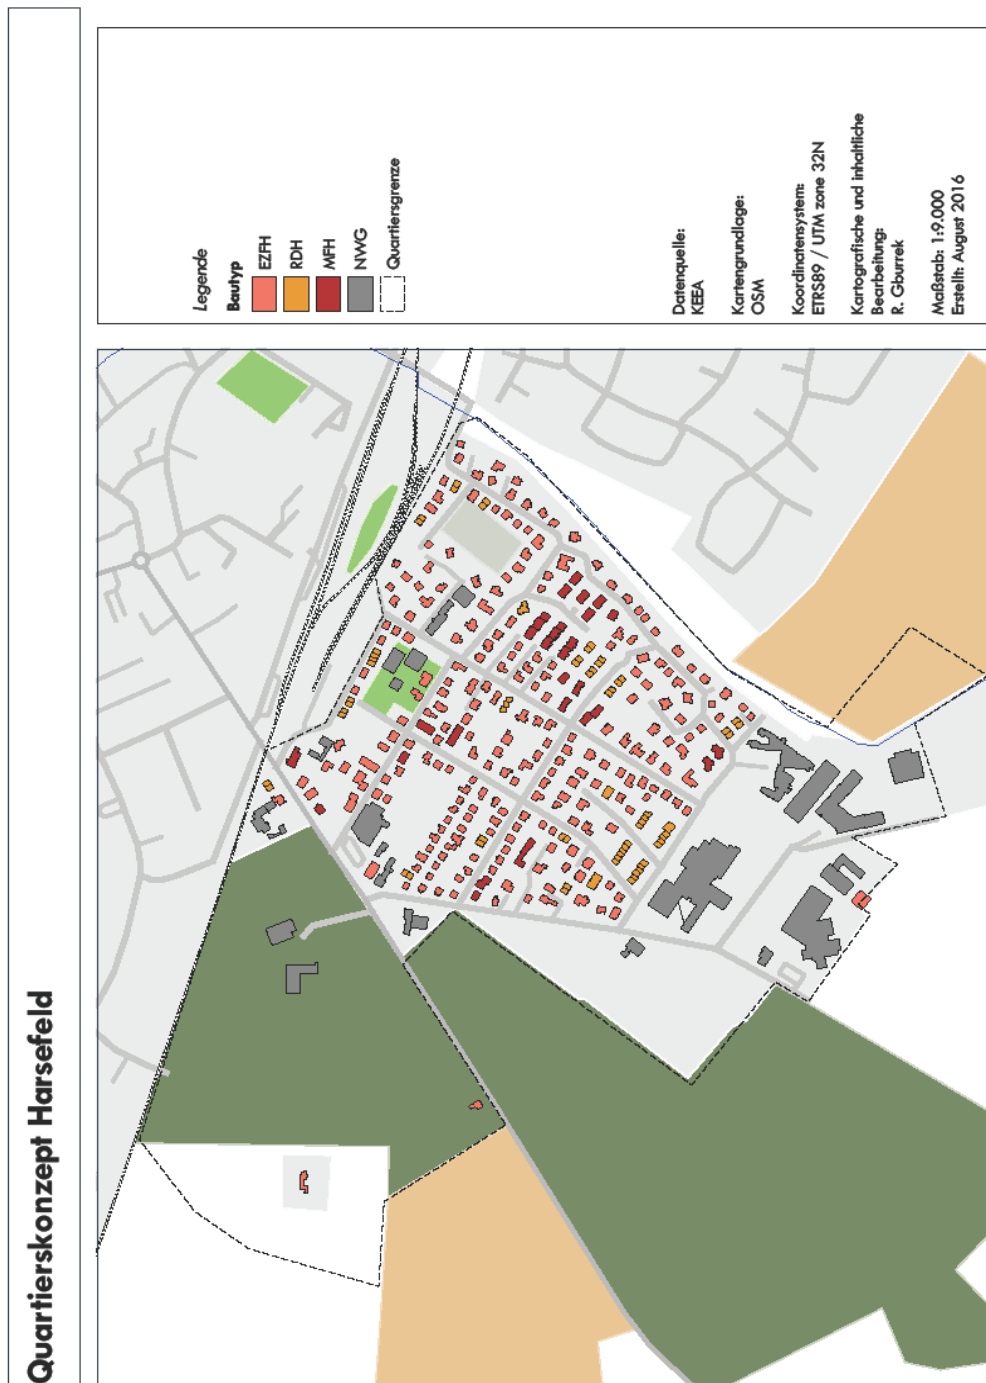 Quartierskonzept Harsefeld
Legende
Bautyp
EZFH
RDH
MFH
NWG
Quartiersgrenze
Datenquelle:
KEEA
Kartengrundlage:
OSM
Koordinatensystem:
ETRS89 / UTM zone 32N
Kartografische und inhaltliche
Bearbeitung:
R. Gburrek
Maßstab: 1:9.000
Erstellt: August 2016